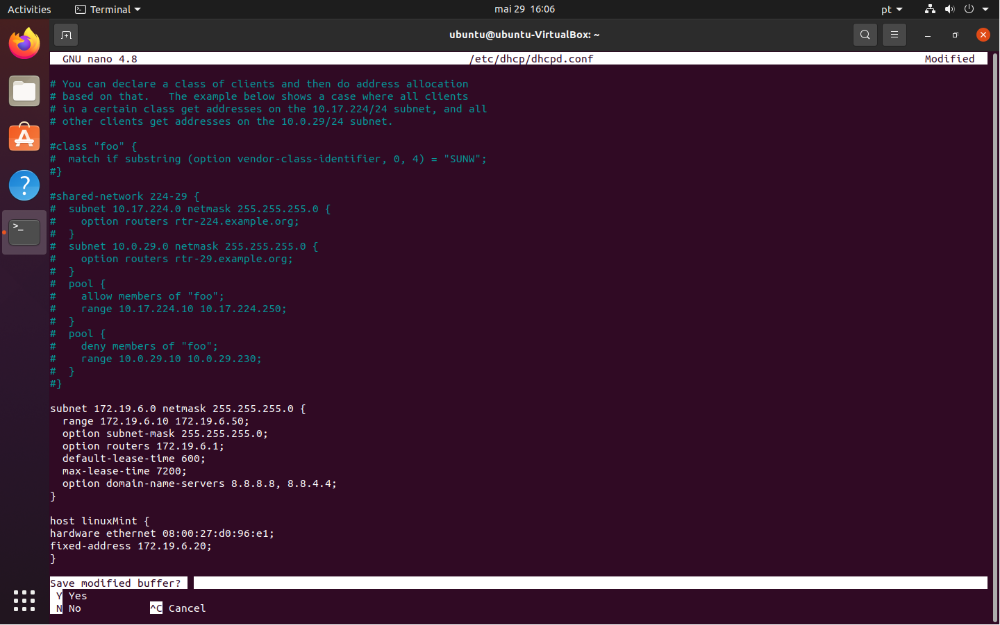 Activities Terminal mai 29 16:06 pt
ubuntu@ubuntu-VirtualBox: ~
GNU nano 4.8 /etc/dhcp/dhcpd.conf Modified
# You can declare a class of clients and then do address allocation
# based on that.   The example below shows a case where all clients
# in a certain class get addresses on the 10.17.224/24 subnet, and all
# other clients get addresses on the 10.0.29/24 subnet.
#class "foo" {
#  match if substring (option vendor-class-identifier, 0, 4) = "SUNW";
#}
#shared-network 224-29 {
#  subnet 10.17.224.0 netmask 255.255.255.0 {
#    option routers rtr-224.example.org;
#  }
#  subnet 10.0.29.0 netmask 255.255.255.0 {
#    option routers rtr-29.example.org;
#  }
#  pool {
#    allow members of "foo";
#    range 10.17.224.10 10.17.224.250;
#  }
#  pool {
#    deny members of "foo";
#    range 10.0.29.10 10.0.29.230;
#  }
#}
subnet 172.19.6.0 netmask 255.255.255.0 {
  range 172.19.6.10 172.19.6.50;
  option subnet-mask 255.255.255.0;
  option routers 172.19.6.1;
  default-lease-time 600;
  max-lease-time 7200;
  option domain-name-servers 8.8.8.8, 8.8.4.4;
}
host linuxMint {
hardware ethernet 08:00:27:d0:96:e1;
fixed-address 172.19.6.20;
}
Save modified buffer?
Y Yes
N No ^C Cancel